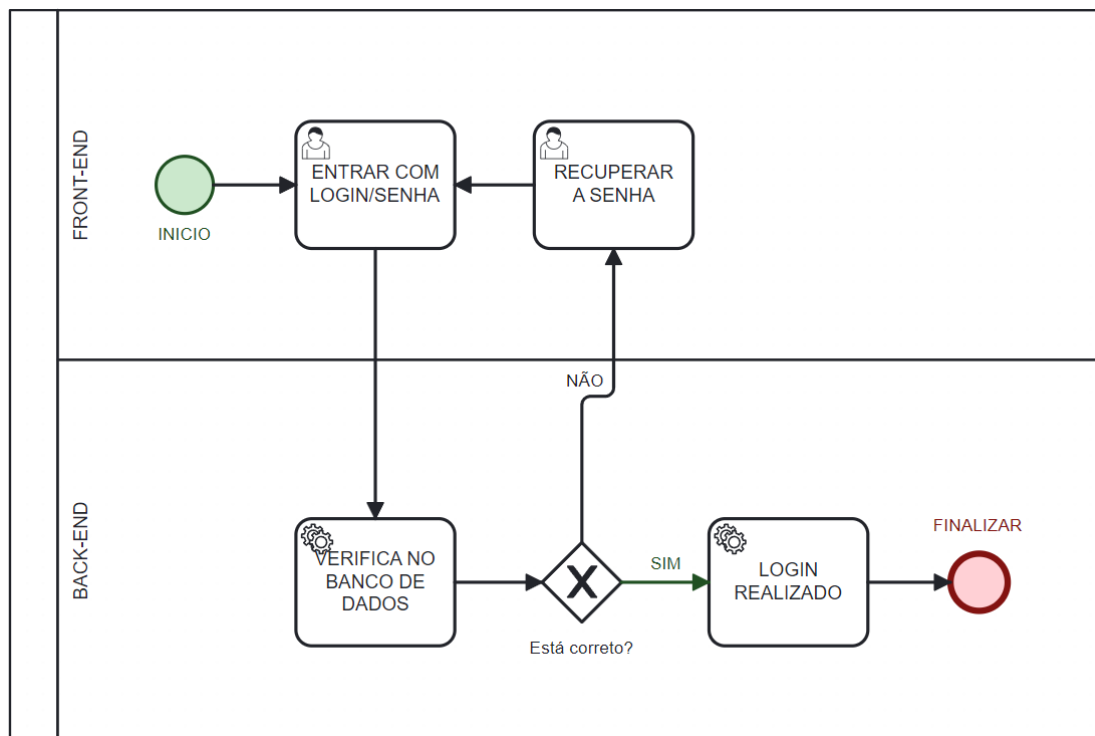 FRONT-END
INICIO
ENTRAR COM
LOGIN/SENHA
RECUPERAR
A SENHA
BACK-END
NÃO
VERIFICA NO
BANCO DE
DADOS
Está correto?
SIM
LOGIN
REALIZADO
FINALIZAR